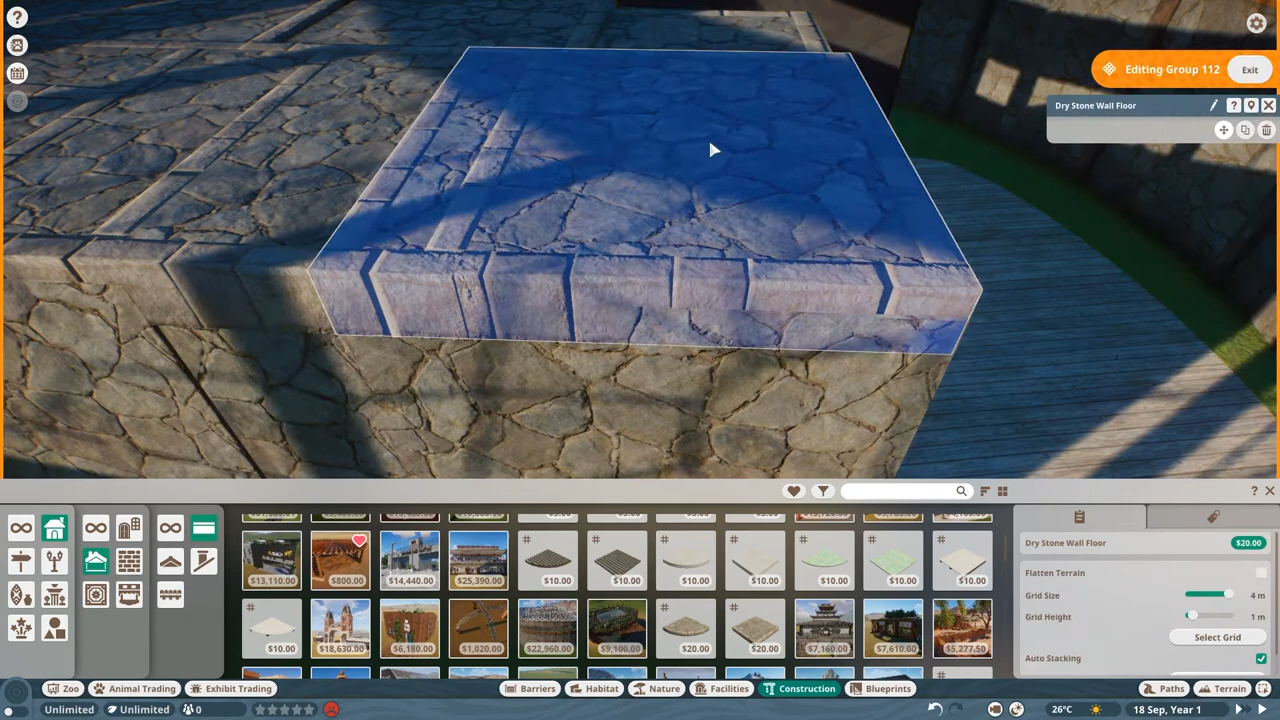 Editing Group 112
Exit
Dry Stone Wall Floor
$13,110.00
$800.00
$14,440.00
$25,390.00
$10.00
$10.00
$10.00
$10.00
$10.00
$10.00
$10.00
$10.00
$18,630.00
$6,180.00
$1,020.00
$22,960.00
$9,100.00
$20.00
$20.00
$7,160.00
$7,610.00
$5,277.50
Dry Stone Wall Floor
$20.00
Flatten Terrain
Grid Size
4 m
Grid Height
1 m
Select Grid
Auto Stacking
Zoo
Animal Trading
Exhibit Trading
Barriers
Habitat
Nature
Facilities
Construction
Blueprints
Paths
Terrain
Unlimited
Unlimited
0
26°C
18 Sep, Year 1